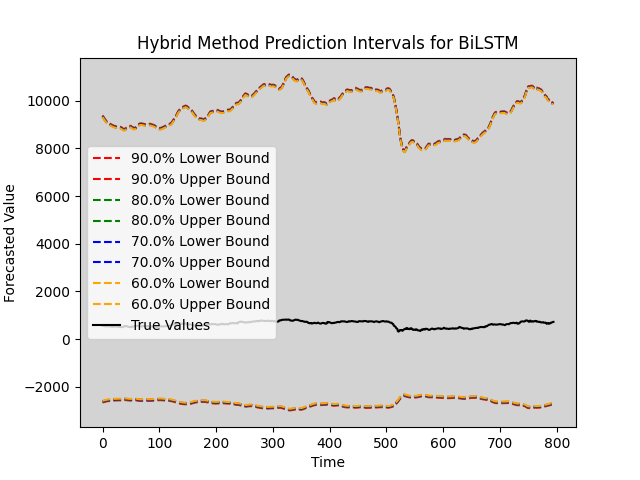 Hybrid Method Prediction Intervals for BiLSTM
Forecasted Value
10000
8000
6000
4000
2000
0
−2000
90.0% Lower Bound
90.0% Upper Bound
80.0% Lower Bound
80.0% Upper Bound
70.0% Lower Bound
70.0% Upper Bound
60.0% Lower Bound
60.0% Upper Bound
True Values
0 100 200 300 400 500 600 700 800
Time